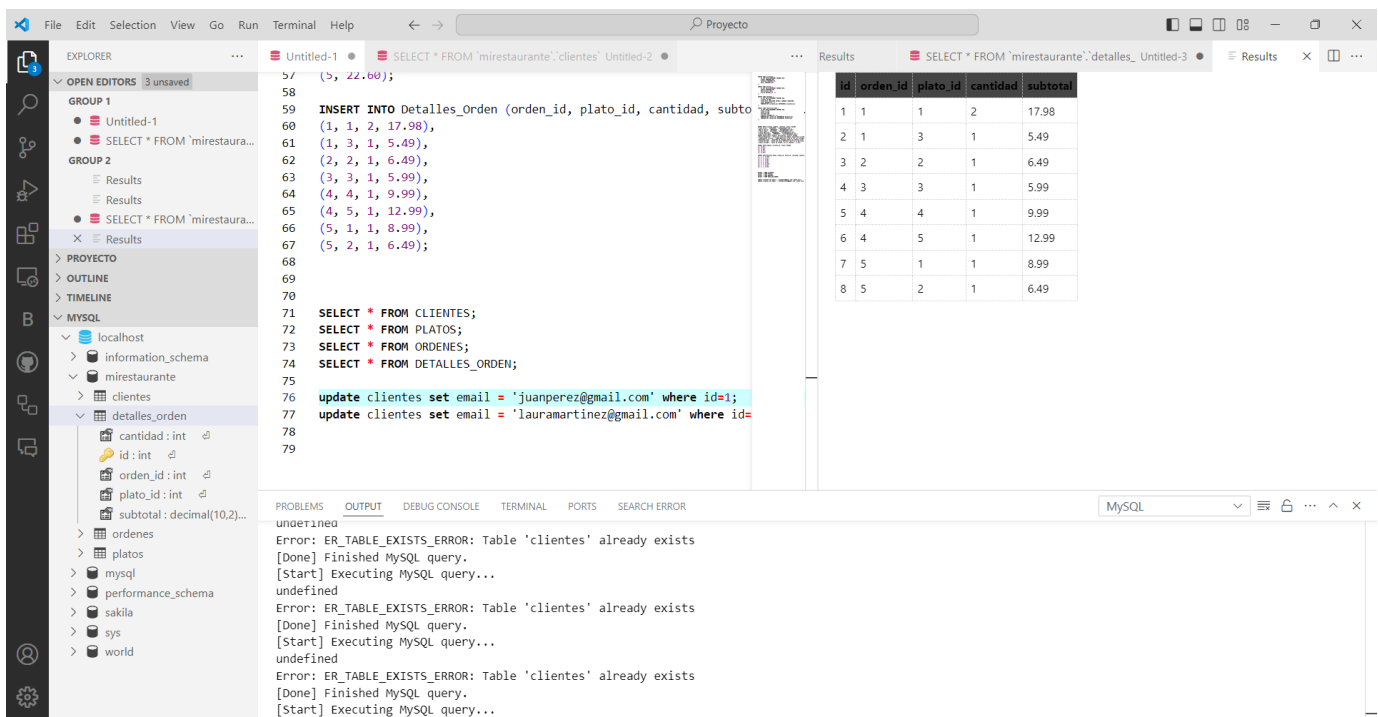 File Edit Selection View Go Run Terminal Help
Proyecto
EXPLORER
OPEN EDITORS 3 unsaved
GROUP 1
Untitled-1
SELECT * FROM `mirestaura...
GROUP 2
Results
Results
SELECT * FROM `mirestaura...
Results
PROYECTO
OUTLINE
TIMELINE
MYSQL
localhost
information_schema
mirestaurante
clientes
detalles_orden
cantidad : int
id : int
orden_id : int
plato_id : int
subtotal : decimal(10,2)...
ordenes
platos
mysql
performance_schema
sakila
sys
world
Untitled-1 SELECT * FROM `mirestaurante`.`clientes` Untitled-2
57 (5, 22.60);
58
59 INSERT INTO Detalles_Orden (orden_id, plato_id, cantidad, subto
60 (1, 1, 2, 17.98),
61 (1, 3, 1, 5.49),
62 (2, 2, 1, 6.49),
63 (3, 3, 1, 5.99),
64 (4, 4, 1, 9.99),
65 (4, 5, 1, 12.99),
66 (5, 1, 1, 8.99),
67 (5, 2, 1, 6.49);
68
69
70
71 SELECT * FROM CLIENTES;
72 SELECT * FROM PLATOS;
73 SELECT * FROM ORDENES;
74 SELECT * FROM DETALLES_ORDEN;
75
76 update clientes set email = 'juanperez@gmail.com' where id=1;
77 update clientes set email = 'lauramartinez@gmail.com' where id=
78
79
Results SELECT * FROM `mirestaurante`.`detalles_ Untitled-3 Results
id orden_id plato_id cantidad subtotal
1 1 1 2 17.98
2 1 3 1 5.49
3 2 2 1 6.49
4 3 3 1 5.99
5 4 4 1 9.99
6 4 5 1 12.99
7 5 1 1 8.99
8 5 2 1 6.49
PROBLEMS OUTPUT DEBUG CONSOLE TERMINAL PORTS SEARCH ERROR
MySQL
undefined
Error: ER_TABLE_EXISTS_ERROR: Table 'clientes' already exists
[Done] Finished MySQL query.
[Start] Executing MySQL query...
undefined
Error: ER_TABLE_EXISTS_ERROR: Table 'clientes' already exists
[Done] Finished MySQL query.
[Start] Executing MySQL query...
undefined
Error: ER_TABLE_EXISTS_ERROR: Table 'clientes' already exists
[Done] Finished MySQL query.
[Start] Executing MySQL query...